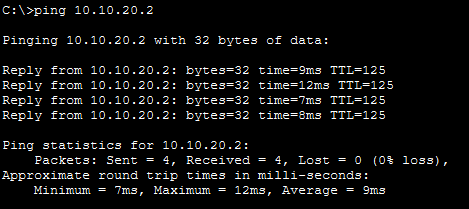 C:\>ping 10.10.20.2
Pinging 10.10.20.2 with 32 bytes of data:
Reply from 10.10.20.2: bytes=32 time=9ms TTL=125
Reply from 10.10.20.2: bytes=32 time=12ms TTL=125
Reply from 10.10.20.2: bytes=32 time=7ms TTL=125
Reply from 10.10.20.2: bytes=32 time=8ms TTL=125
Ping statistics for 10.10.20.2:
Packets: Sent = 4, Received = 4, Lost = 0 (0% loss),
Approximate round trip times in milli-seconds:
Minimum = 7ms, Maximum = 12ms, Average = 9ms